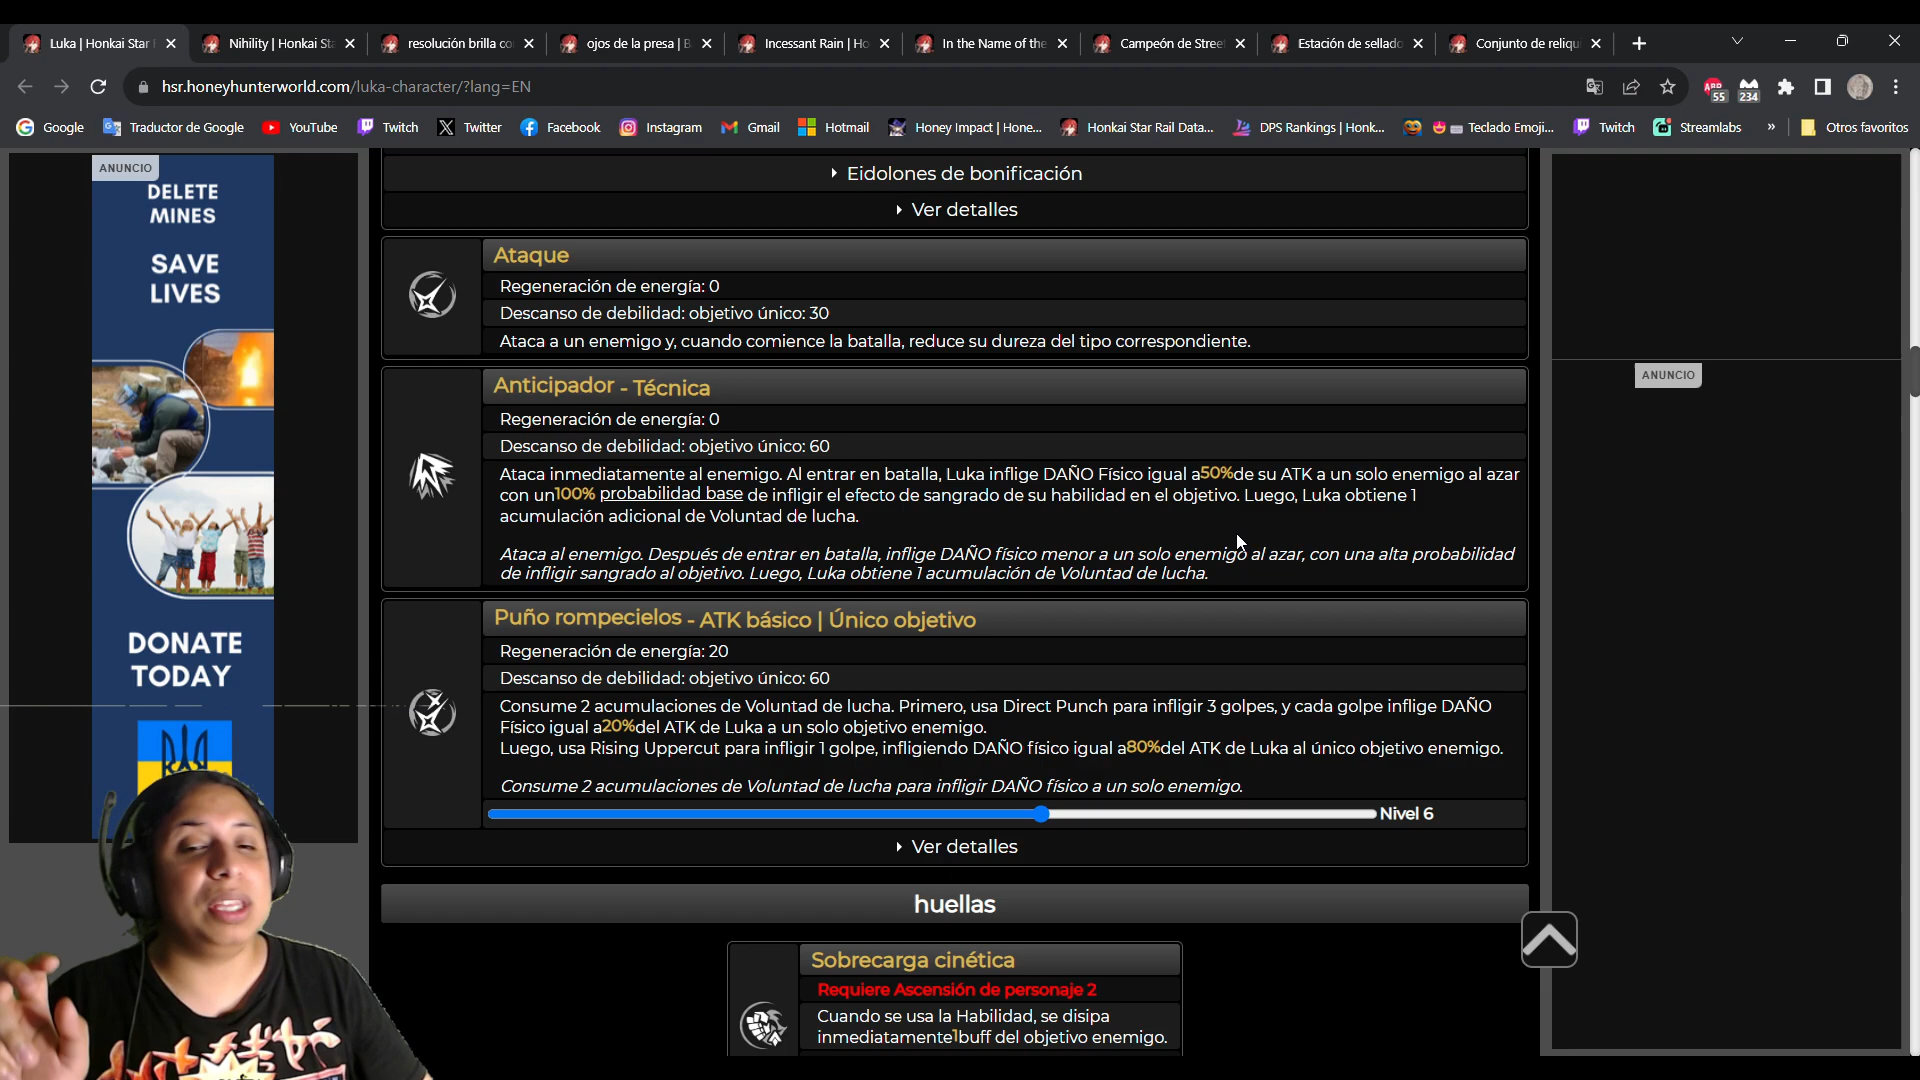 Luka | Honkai Star
Nihility | Honkai Sta
resolución brilla co
ojos de la presa | B
Incessant Rain | Ho
In the Name of the
Campeón de Street
Estación de sellado
Conjunto de reliqu
hsr.honeyhunterworld.com/luka-character/?lang=EN
ABP
55
234
Google
Traductor de Google
YouTube
Twitch
Twitter
Facebook
Instagram
Gmail
Hotmail
Honey Impact | Hone...
Honkai Star Rail Data...
DPS Rankings | Honk...
Teclado Emoji...
Twitch
Streamlabs
»
Otros favoritos
ANUNCIO
DELETE
MINES
SAVE
LIVES
DONATE
TODAY
Eidolones de bonificación
Ver detalles
Ataque
Regeneración de energía: 0
Descanso de debilidad: objetivo único: 30
Ataca a un enemigo y, cuando comience la batalla, reduce su dureza del tipo correspondiente.
Anticipador - Técnica
Regeneración de energía: 0
Descanso de debilidad: objetivo único: 60
Ataca inmediatamente al enemigo. Al entrar en batalla, Luka inflige DAÑO Físico igual a50%de su ATK a un solo enemigo al azar
con un100% probabilidad base de infligir el efecto de sangrado de su habilidad en el objetivo. Luego, Luka obtiene 1
acumulación adicional de Voluntad de lucha.
Ataca al enemigo. Después de entrar en batalla, inflige DAÑO físico menor a un solo enemigo al azar, con una alta probabilidad
de infligir sangrado al objetivo. Luego, Luka obtiene 1 acumulación de Voluntad de lucha.
Puño rompecielos - ATK básico | Único objetivo
Regeneración de energía: 20
Descanso de debilidad: objetivo único: 60
Consume 2 acumulaciones de Voluntad de lucha. Primero, usa Direct Punch para infligir 3 golpes, y cada golpe inflige DAÑO
Físico igual a20%del ATK de Luka a un solo objetivo enemigo.
Luego, usa Rising Uppercut para infligir 1 golpe, infligiendo DAÑO físico igual a80%del ATK de Luka al único objetivo enemigo.
Consume 2 acumulaciones de Voluntad de lucha para infligir DAÑO físico a un solo enemigo.
Nivel 6
Ver detalles
huellas
Sobrecarga cinética
Requiere Ascensión de personaje 2
Cuando se usa la Habilidad, se disipa
inmediatamente1buff del objetivo enemigo.
ANUNCIO